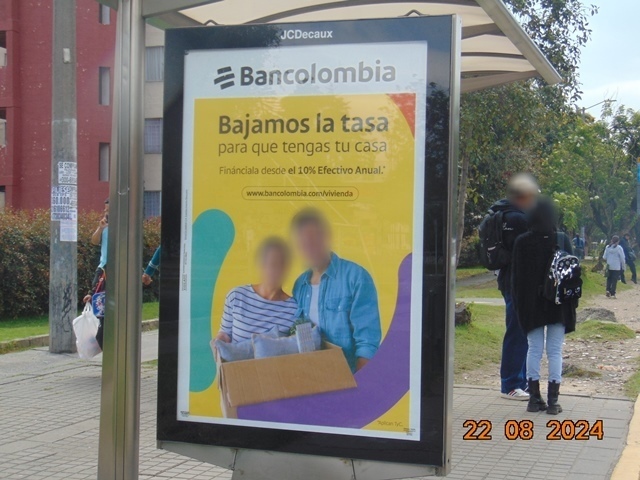 JCDecaux
Bancolombia
Bajamos la tasa
para que tengas tu casa
Finánciala desde el 10% Efectivo Anual.*
www.bancolombia.com/vivienda
22 08 2024